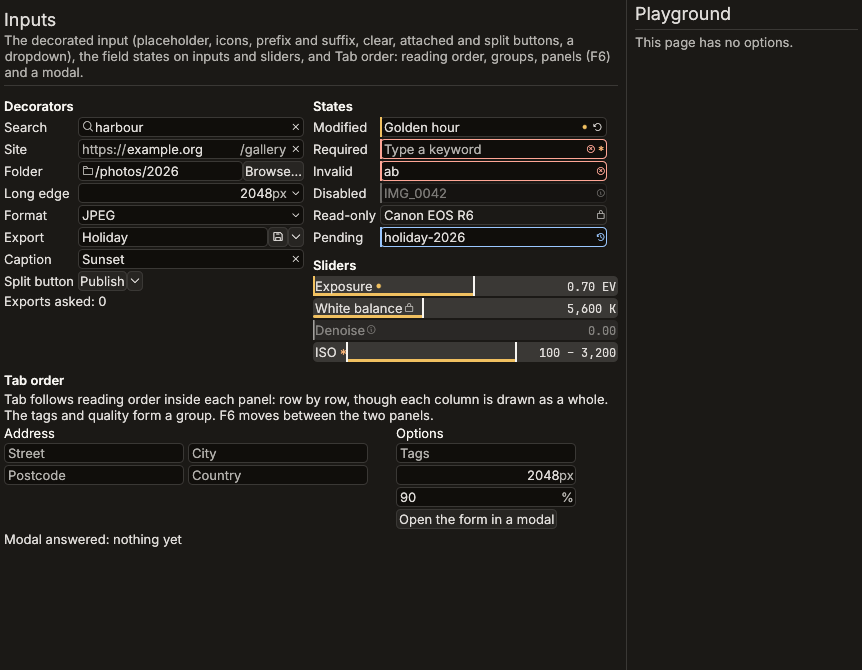 Inputs
The decorated input (placeholder, icons, prefix and suffix, clear, attached and split buttons, a
dropdown), the field states on inputs and sliders, and Tab order: reading order, groups, panels (F6)
and a modal.
Decorators
Search harbour
Site https://example.org /gallery
Folder /photos/2026 Browse...
Long edge 2048px
Format JPEG
Export Holiday
Caption Sunset
Split button Publish
Exports asked: 0
States
Modified Golden hour
Required Type a keyword *
Invalid ab
Disabled IMG_0042
Read-only Canon EOS R6
Pending holiday-2026
Sliders
Exposure 0.70 EV
White balance 5,600 K
Denoise 0.00
ISO * 100 – 3,200
Tab order
Tab follows reading order inside each panel: row by row, though each column is drawn as a whole.
The tags and quality form a group. F6 moves between the two panels.
Address
Street City
Postcode Country
Options
Tags
2048px
90 %
Open the form in a modal
Modal answered: nothing yet
Playground
This page has no options.